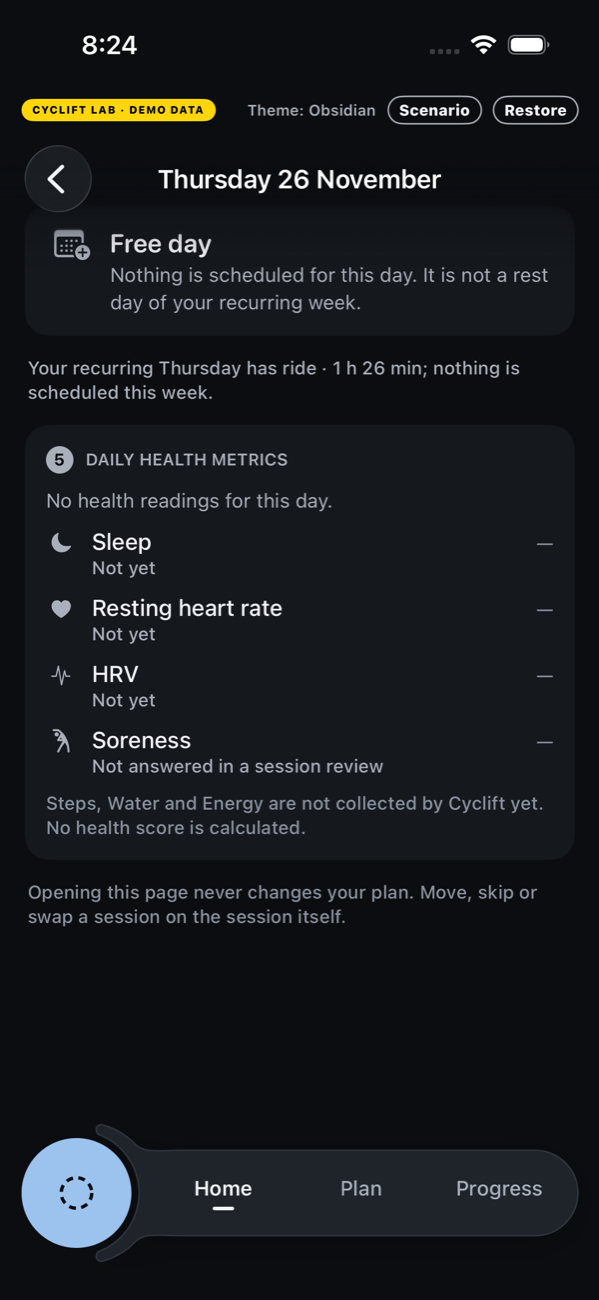 8:24
CYCLIFT LAB · DEMO DATA
Theme: Obsidian
Scenario
Restore
Thursday 26 November
Free day
Nothing is scheduled for this day. It is not a rest
day of your recurring week.
Your recurring Thursday has ride · 1 h 26 min; nothing is
scheduled this week.
5 DAILY HEALTH METRICS
No health readings for this day.
Sleep —
Not yet
Resting heart rate —
Not yet
HRV —
Not yet
Soreness —
Not answered in a session review
Steps, Water and Energy are not collected by Cyclift yet.
No health score is calculated.
Opening this page never changes your plan. Move, skip or
swap a session on the session itself.
Home
Plan
Progress